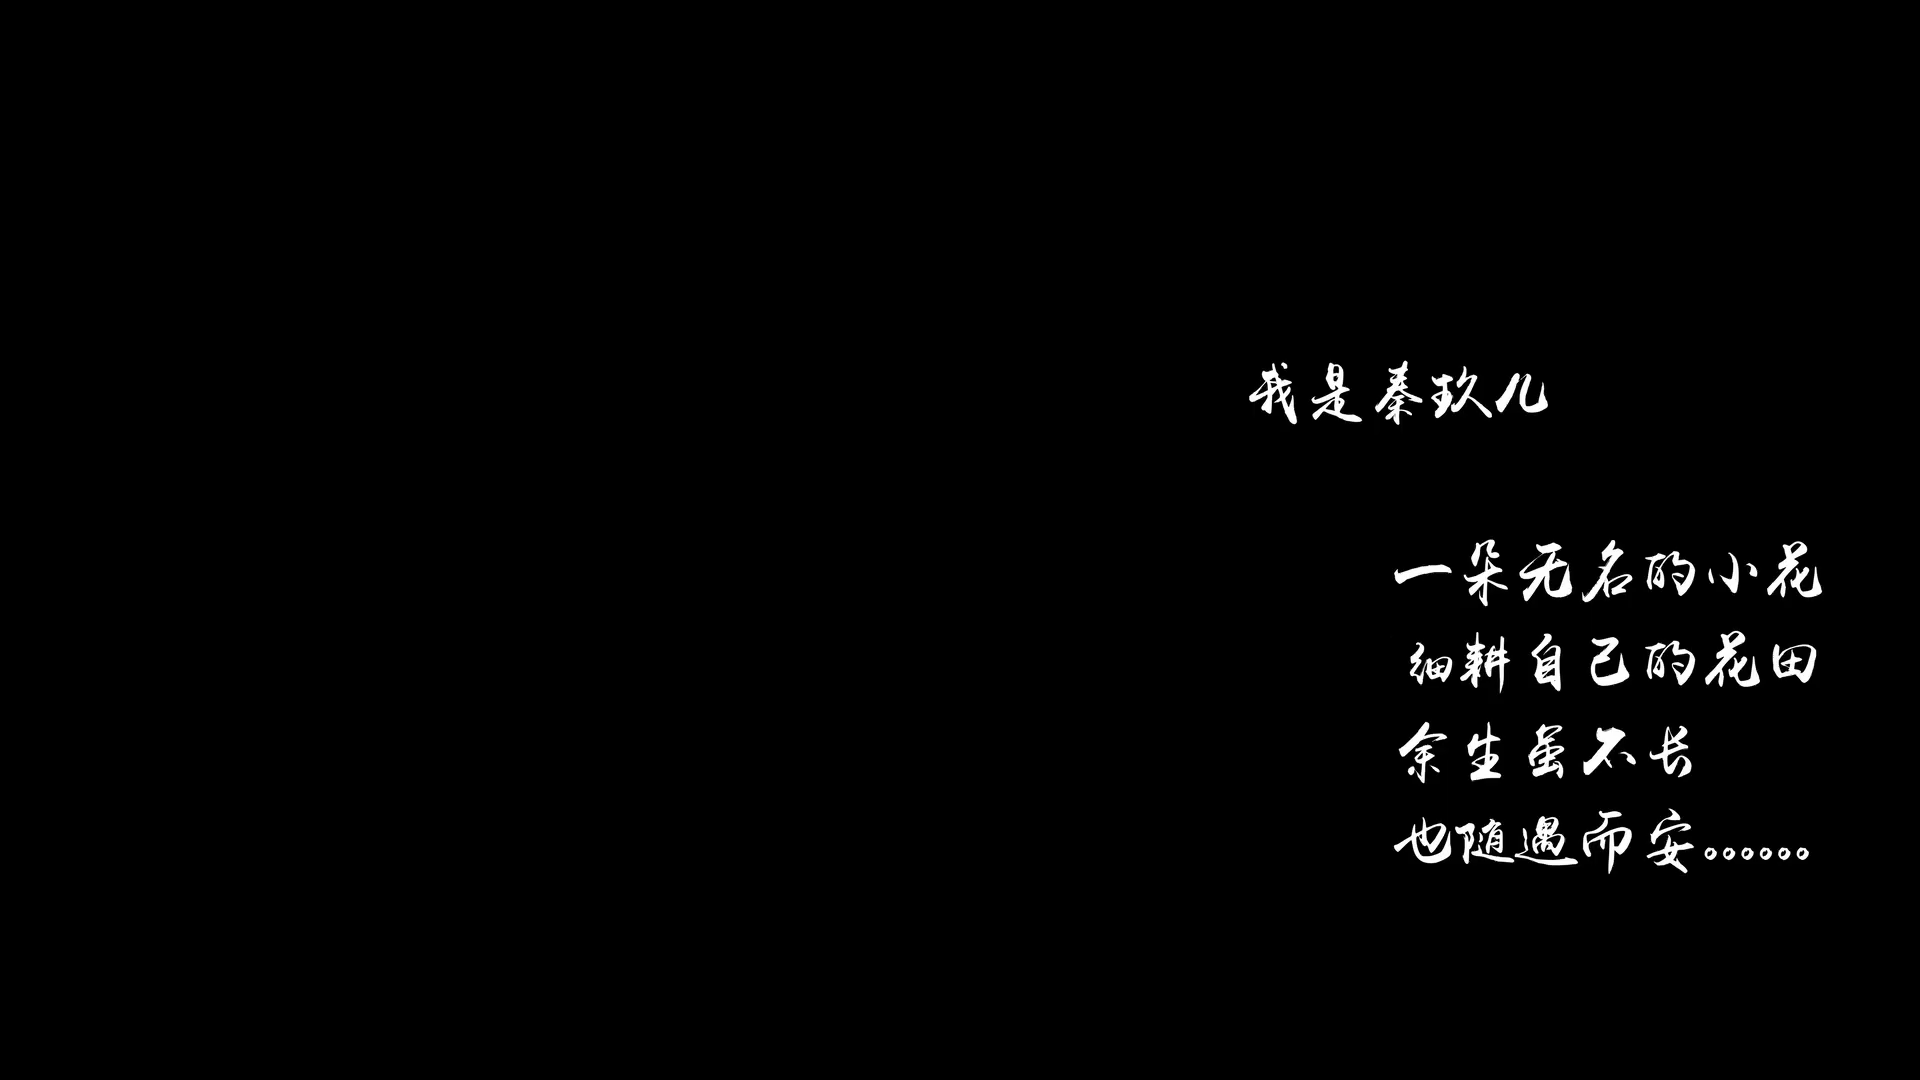 我是秦玖儿
一朵无名的小花
细耕自己的花田
余生虽不长
也随遇而安。。。。。。